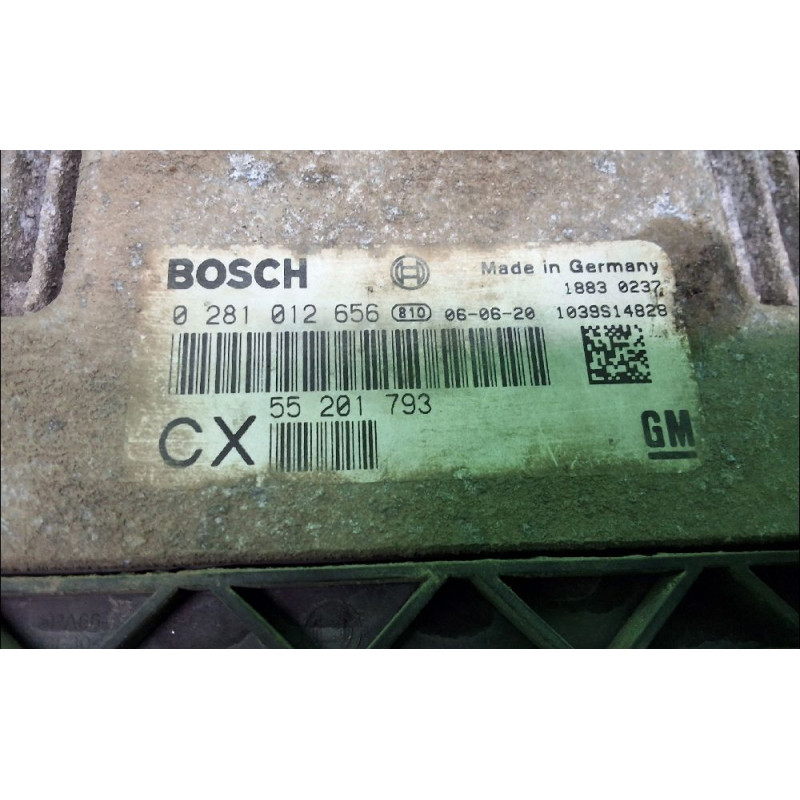 BOSCH Made in Germany
1883 0237
0 281 012 656 810 06-06-20 1039S14828
55 201 793
CX
GM
>PA66